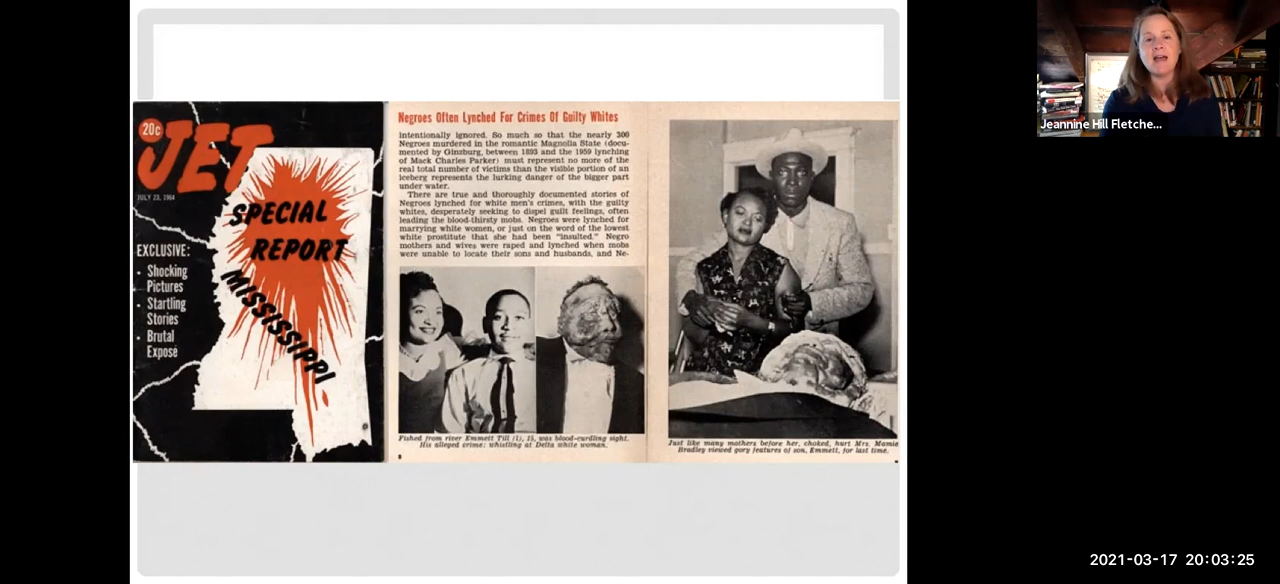 20c
JET
JULY 23, 1964
SPECIAL
REPORT
MISSISSIPPI
EXCLUSIVE:
• Shocking
Pictures
• Startling
Stories
• Brutal
Exposé
Negroes Often Lynched For Crimes Of Guilty Whites
intentionally ignored. So much so that the nearly 300
Negroes murdered in the romantic Magnolia State (docu-
mented by Ginzburg, between 1893 and the 1959 lynching
of Mack Charles Parker) must represent no more of the
real total number of victims than the visible portion of an
iceberg represents the lurking danger of the bigger part
under water.
There are true and thoroughly documented stories of
Negroes lynched for white men's crimes, with the guilty
whites, desperately seeking to dispel guilt feelings, often
leading the blood-thirsty mobs. Negroes were lynched for
marrying white women, or just on the word of the lowest
white prostitute that she had been "insulted." Negro
mothers and wives were raped and lynched when mobs
were unable to locate their sons and husbands, and Ne-
Fished from river Emmett Till (l), 15, was blood-curdling sight.
His alleged crime: whistling at Delta white woman.
8
Just like many mothers before her, choked, hurt Mrs. Mamie
Bradley viewed gory features of son, Emmett, for last time.
Jeannine Hill Fletche...
2021-03-17 20:03:25